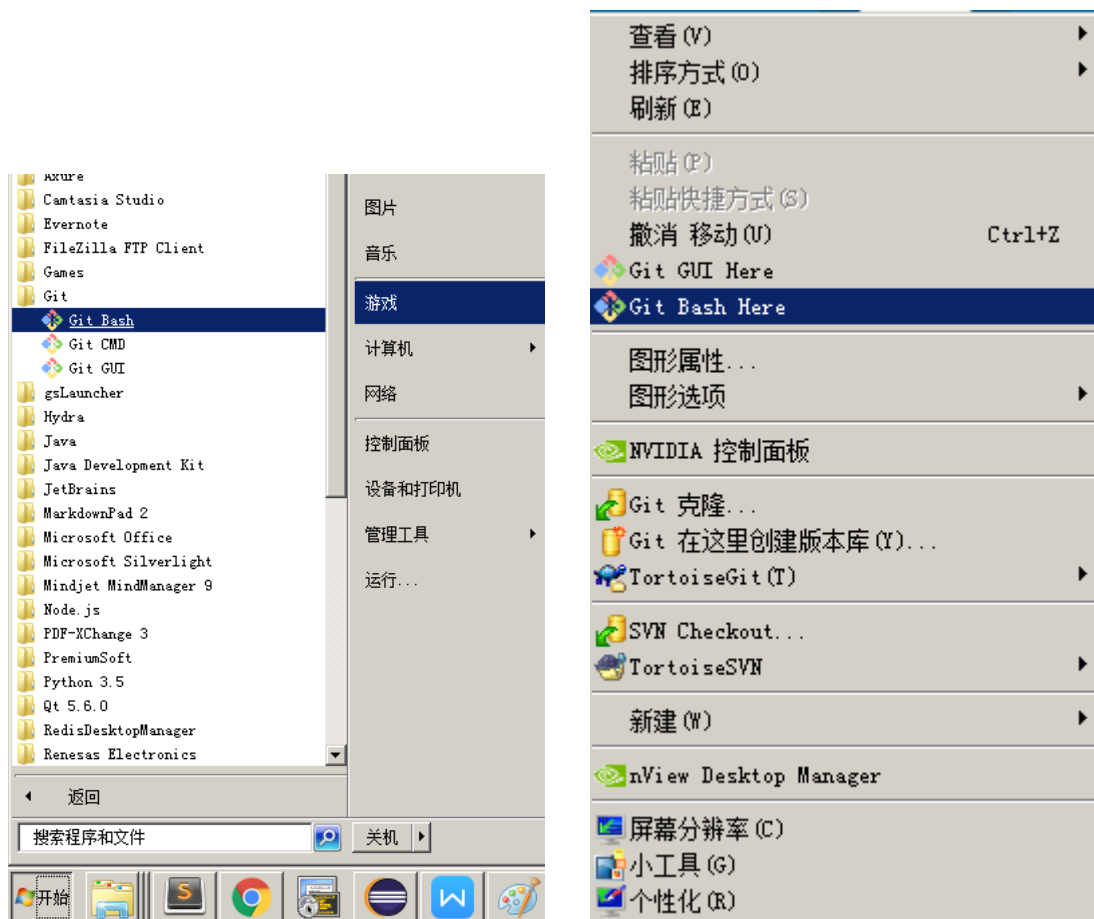 Axure
Camtasia Studio
Evernote
FileZilla FTP Client
Games
Git
Git Bash
Git CMD
Git GUI
gsLauncher
Hydra
Java
Java Development Kit
JetBrains
MarkdownPad 2
Microsoft Office
Microsoft Silverlight
Mindjet MindManager 9
Node.js
PDF-XChange 3
PremiumSoft
Python 3.5
Qt 5.6.0
RedisDesktopManager
Renesas Electronics
返回
搜索程序和文件
图片
音乐
游戏
计算机
网络
控制面板
设备和打印机
管理工具
运行...
关机
开始
S
W
查看(V)
排序方式(O)
刷新(E)
粘贴(P)
粘贴快捷方式(S)
撤消 移动(U) Ctrl+Z
Git GUI Here
Git Bash Here
图形属性...
图形选项
NVIDIA 控制面板
Git 克隆...
Git 在这里创建版本库(Y)...
TortoiseGit(T)
SVN Checkout...
TortoiseSVN
新建(W)
nView Desktop Manager
屏幕分辨率(C)
小工具(G)
个性化(R)